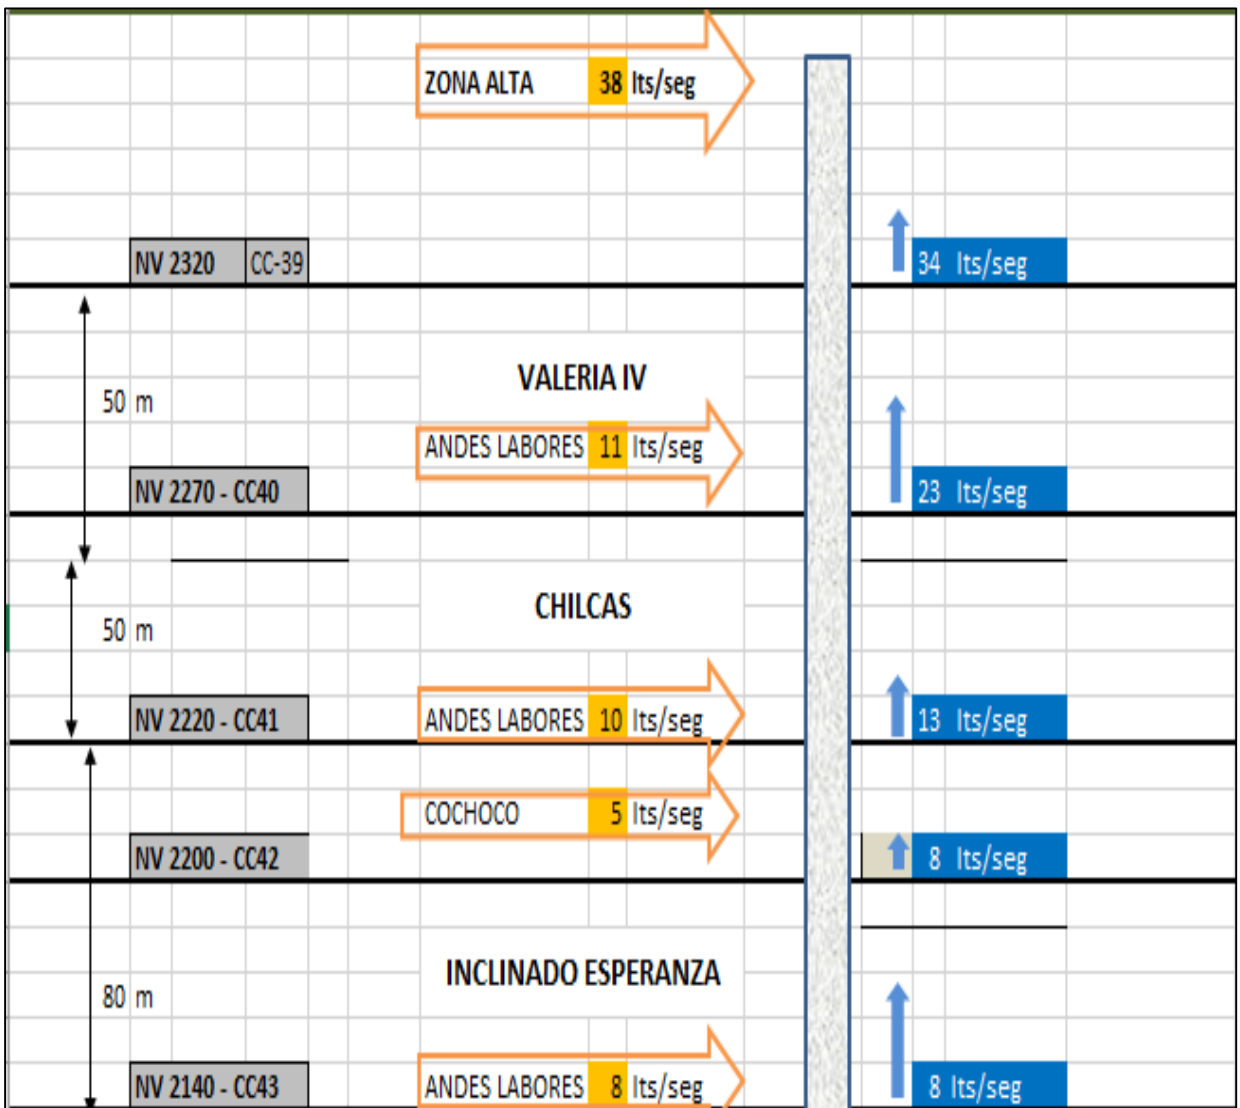 ZONA ALTA 38 lts/seg
NV 2320 CC-39 34 lts/seg
VALERIA IV
50 m
ANDES LABORES 11 lts/seg
NV 2270 - CC40 23 lts/seg
CHILCAS
50 m
NV 2220 - CC41 ANDES LABORES 10 lts/seg 13 lts/seg
COCHOCO 5 lts/seg
NV 2200 - CC42 8 lts/seg
INCLINADO ESPERANZA
80 m
NV 2140 - CC43 ANDES LABORES 8 lts/seg 8 lts/seg